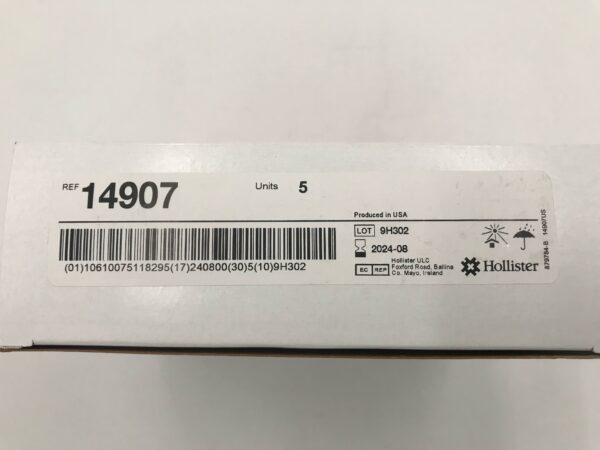 REF 14907
Units 5
Produced in USA
LOT 9H302
2024-08
(01)10610075118295(17)240800(30)5(10)9H302
EC REP
Hollister ULC
Foxford Road, Ballina
Co. Mayo, Ireland
Hollister
879784-B 14907US